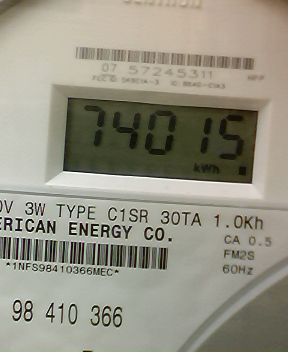 07 57245311
74015
kWh
0V 3W TYPE C1SR 30TA 1.0Kh
ERICAN ENERGY CO.
CA 0.5
FM2S
60Hz
*1NFS98410366MEC*
98 410 366